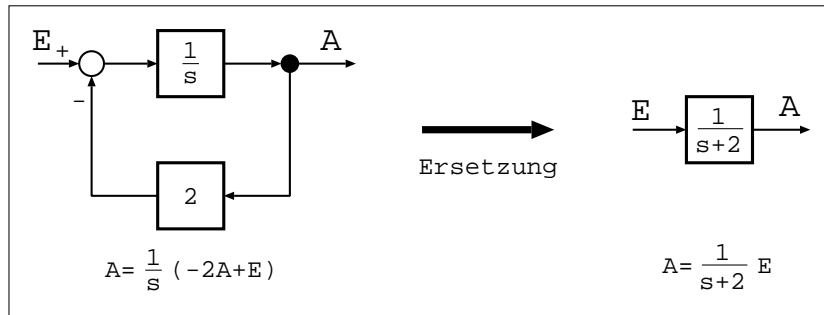 E + 1/s A
-
2
A= 1/s (-2A+E)
Ersetzung
E 1/(s+2) A
A= 1/(s+2) E